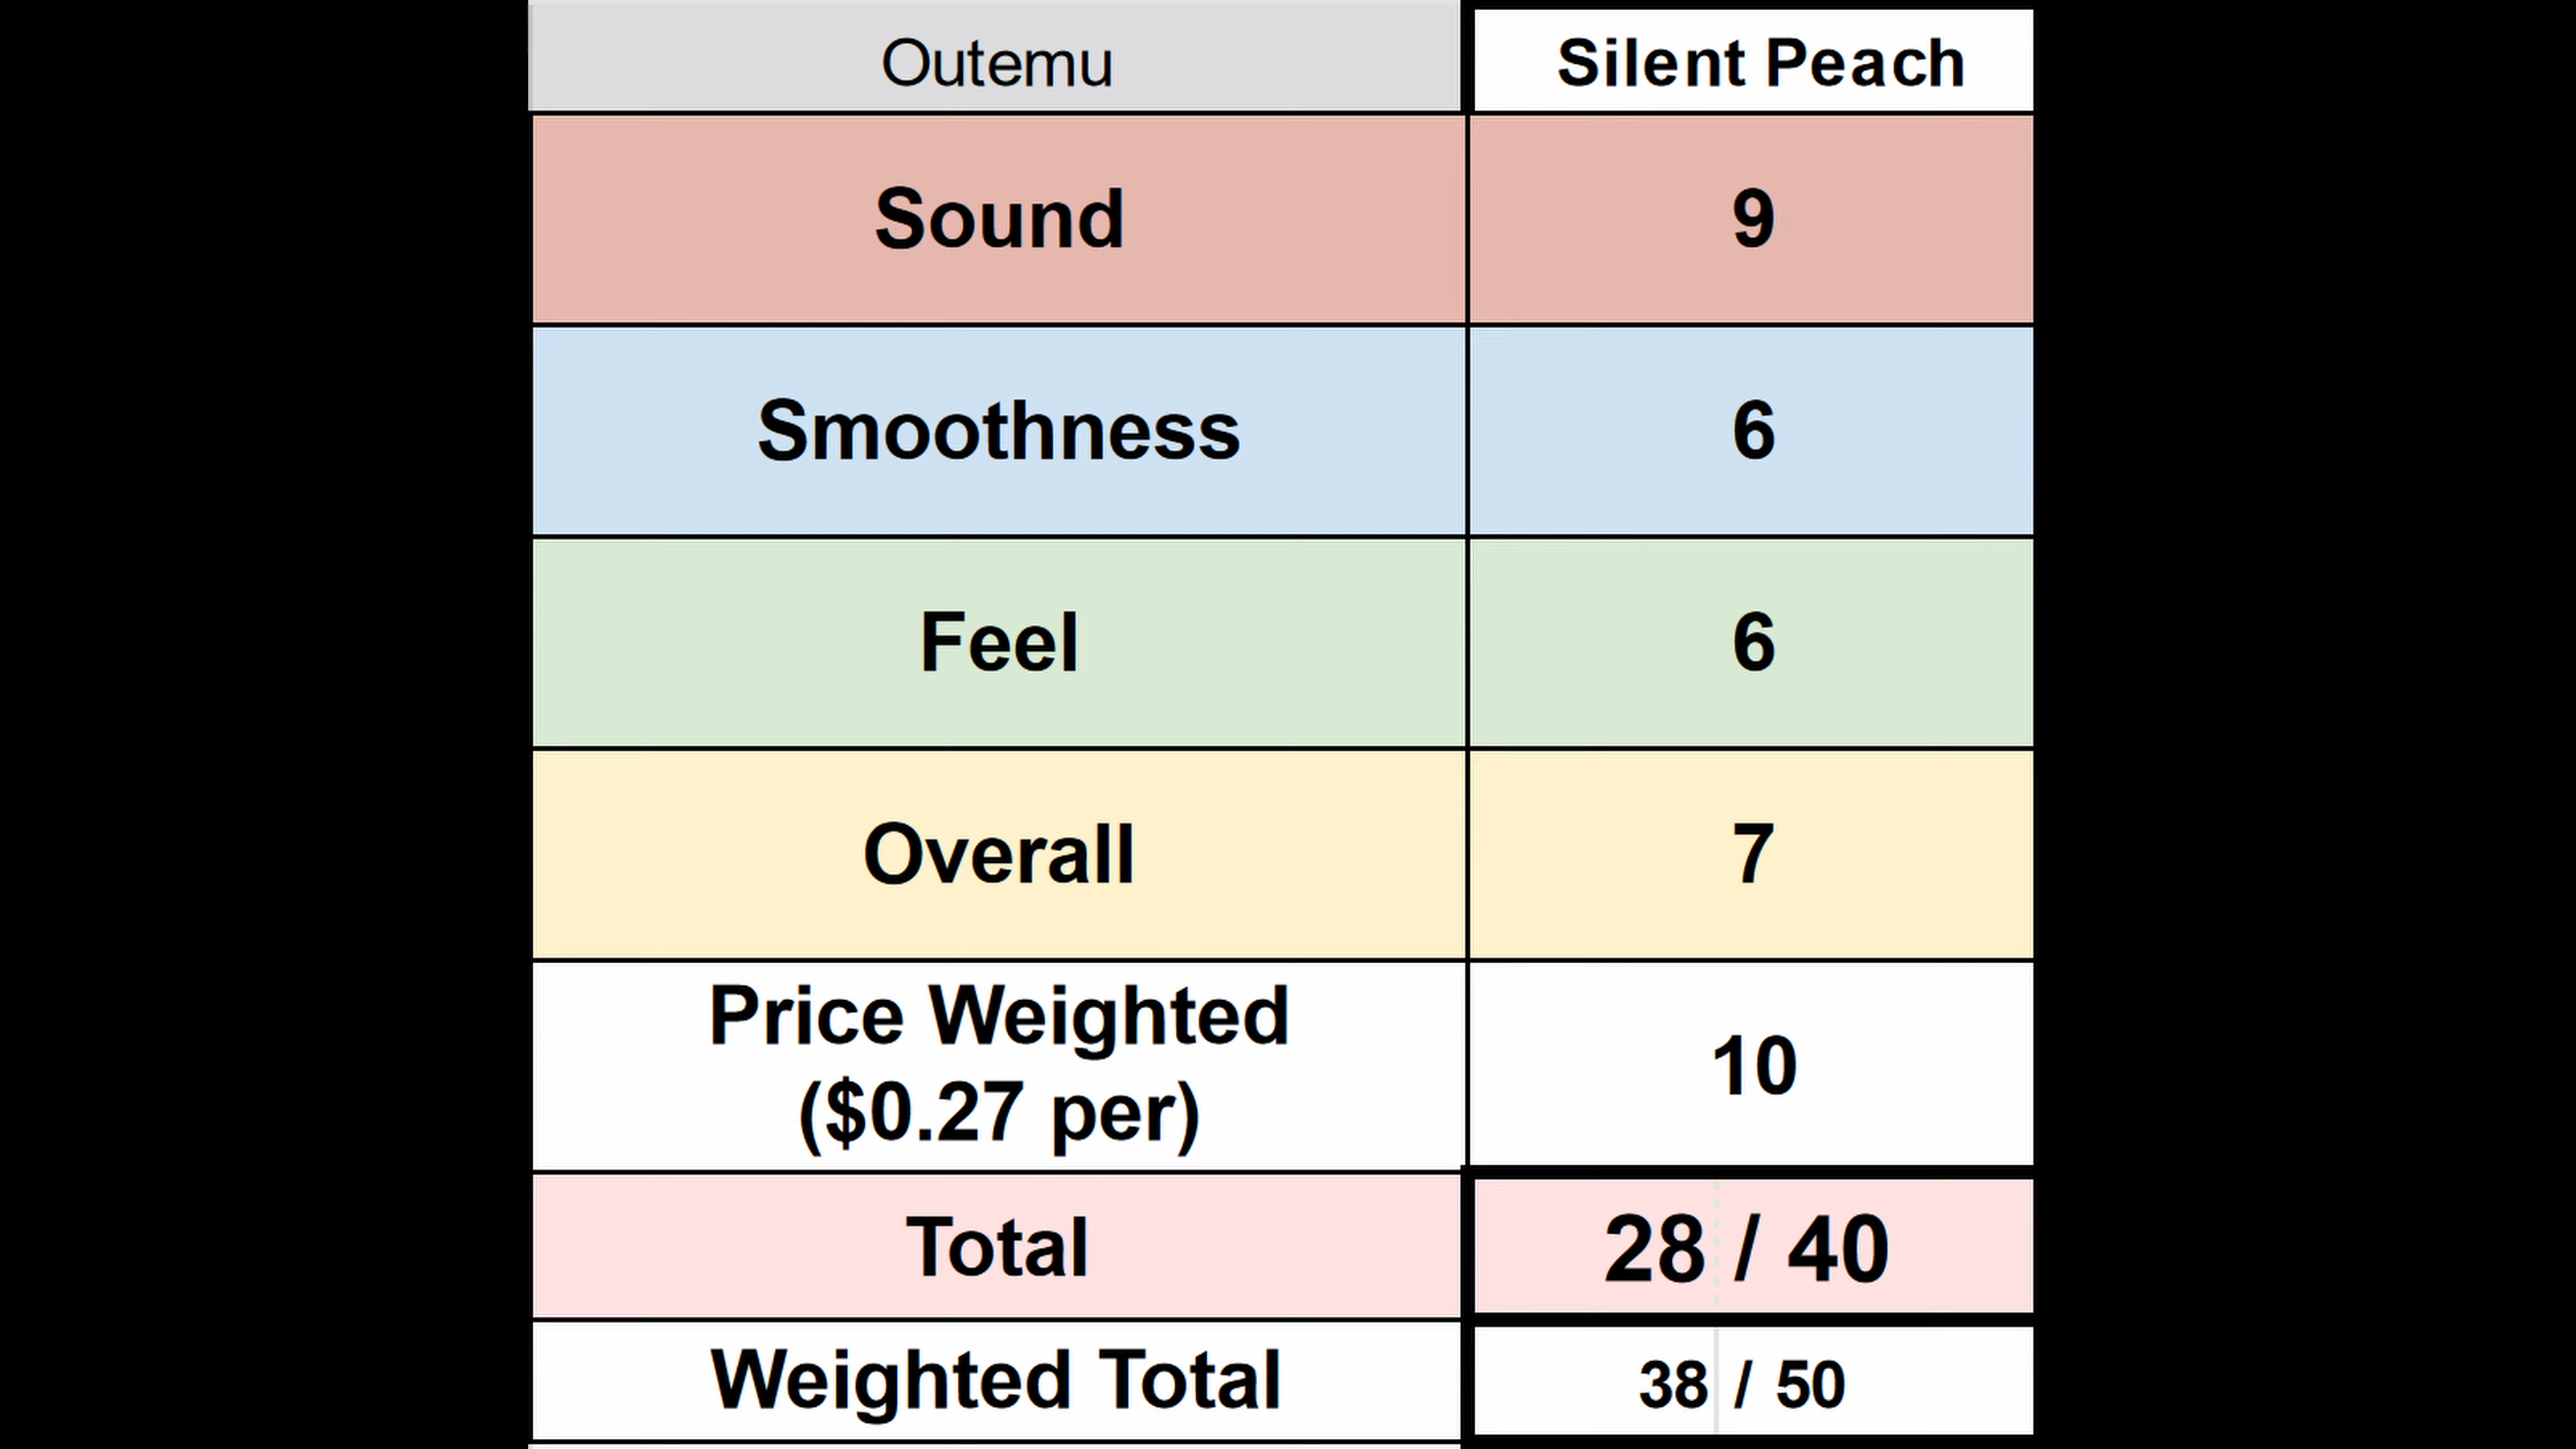 Outemu Silent Peach
Sound 9
Smoothness 6
Feel 6
Overall 7
Price Weighted
($0.27 per) 10
Total 28 / 40
Weighted Total 38 / 50